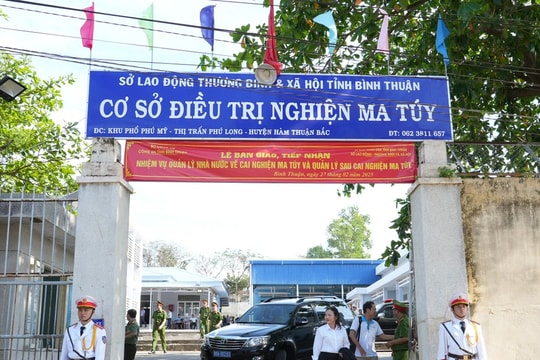 SỞ LAO ĐỘNG THƯƠNG BINH & XÃ HỘI TỈNH BÌNH THUẬN
CƠ SỞ ĐIỀU TRỊ NGHIỆN MA TÚY
ĐC: KHU PHỐ PHÚ MỸ - THỊ TRẤN PHÚ LONG - HUYỆN HÀM THUẬN BẮC ĐT: 062 3811 657
LỄ BÀN GIAO, TIẾP NHẬN
NHIỆM VỤ QUẢN LÝ NHÀ NƯỚC VỀ CAI NGHIỆN MA TÚY VÀ QUẢN LÝ SAU CAI NGHIỆN MA TÚY
Bình Thuận, ngày 27 tháng 02 năm 2025